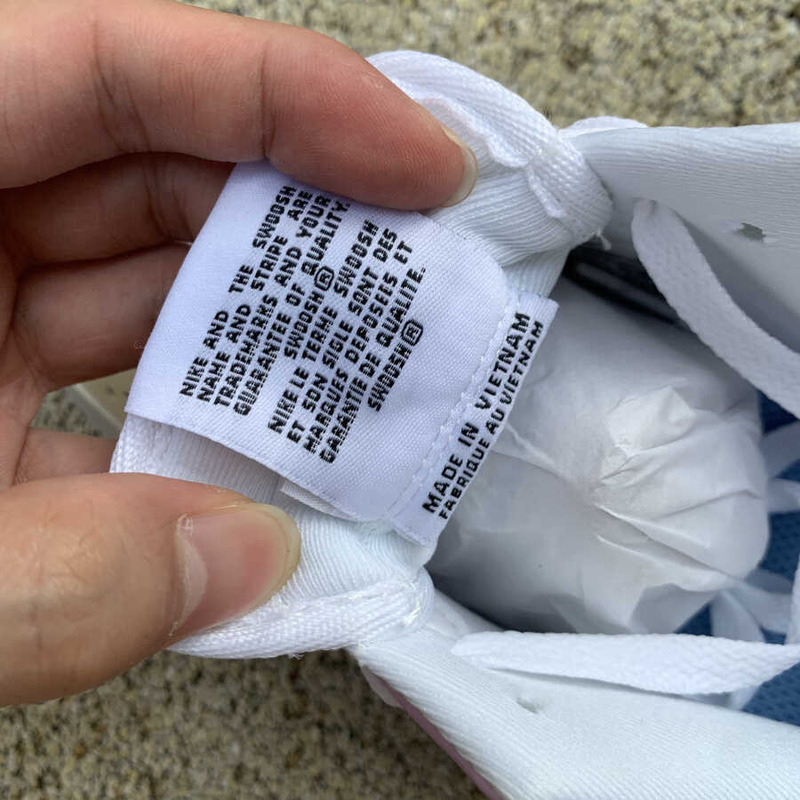 NIKE AND THE SWOOSH
NAME AND STRIPE ARE
TRADEMARKS AND YOUR
GUARANTEE OF QUALITY.
SWOOSH®
NIKE LE TERME SWOOSH
ET SON SIGLE SONT DES
MARQUES DEPOSEES ET
GARANTIE DE QUALITE.
SWOOSH®
MADE IN VIETNAM
FABRIQUE AU VIETNAM